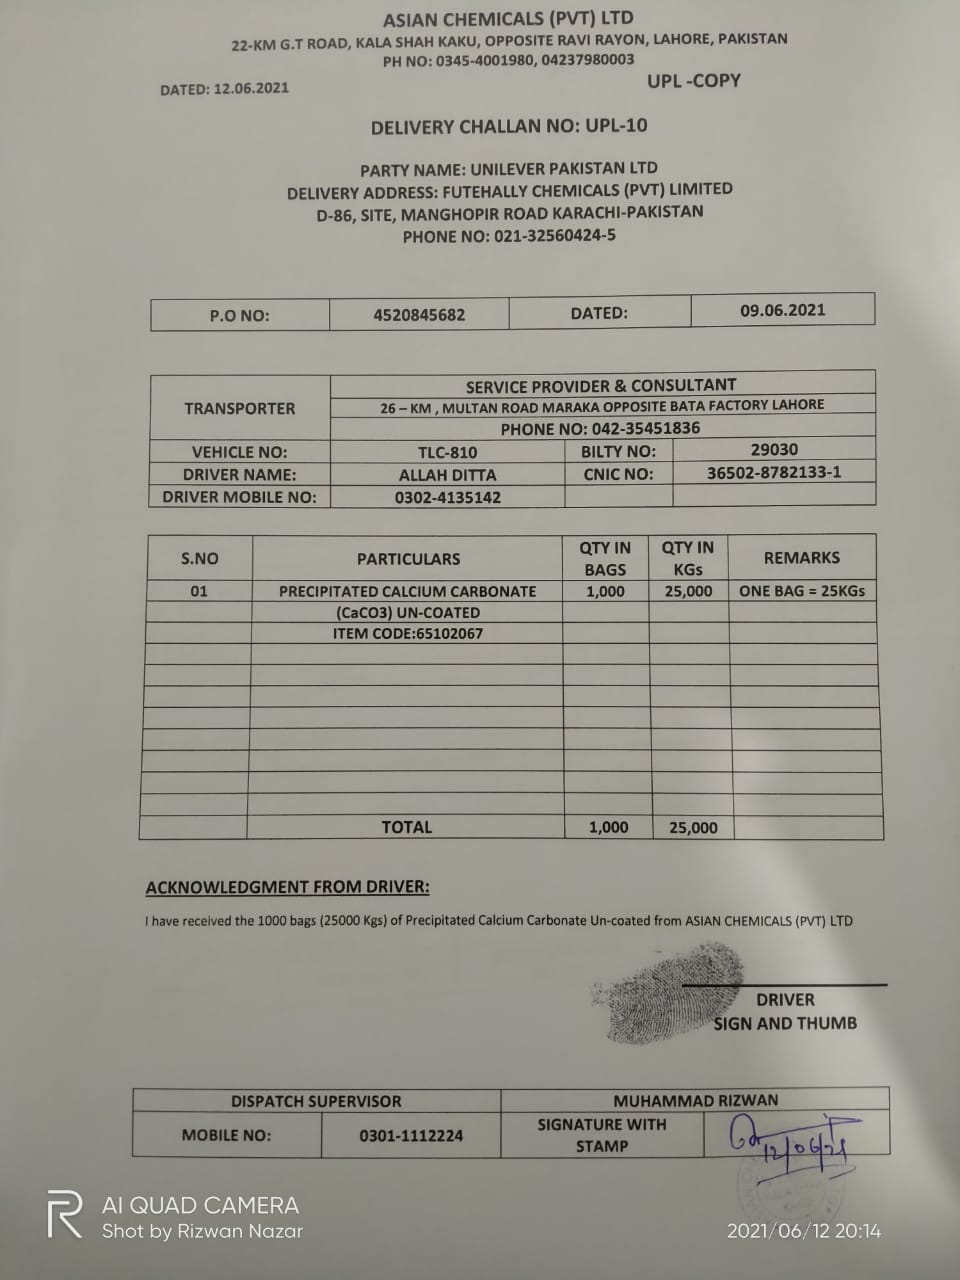 ASIAN CHEMICALS (PVT) LTD
22-KM G.T ROAD, KALA SHAH KAKU, OPPOSITE RAVI RAYON, LAHORE, PAKISTAN
PH NO: 0345-4001980, 04237980003
UPL -COPY
DATED: 12.06.2021
DELIVERY CHALLAN NO: UPL-10
PARTY NAME: UNILEVER PAKISTAN LTD
DELIVERY ADDRESS: FUTEHALLY CHEMICALS (PVT) LIMITED
D-86, SITE, MANGHOPIR ROAD KARACHI-PAKISTAN
PHONE NO: 021-32560424-5
P.O NO: 4520845682 DATED: 09.06.2021
TRANSPORTER
SERVICE PROVIDER & CONSULTANT
26 – KM , MULTAN ROAD MARAKA OPPOSITE BATA FACTORY LAHORE
PHONE NO: 042-35451836
VEHICLE NO: TLC-810 BILTY NO: 29030
DRIVER NAME: ALLAH DITTA CNIC NO: 36502-8782133-1
DRIVER MOBILE NO: 0302-4135142
S.NO PARTICULARS QTY IN BAGS QTY IN KGs REMARKS
01 PRECIPITATED CALCIUM CARBONATE 1,000 25,000 ONE BAG = 25KGs
(CaCO3) UN-COATED
ITEM CODE:65102067
TOTAL 1,000 25,000
ACKNOWLEDGMENT FROM DRIVER:
I have received the 1000 bags (25000 Kgs) of Precipitated Calcium Carbonate Un-coated from ASIAN CHEMICALS (PVT) LTD
DRIVER
SIGN AND THUMB
DISPATCH SUPERVISOR MUHAMMAD RIZWAN
MOBILE NO: 0301-1112224 SIGNATURE WITH STAMP
12/06/21
AI QUAD CAMERA
Shot by Rizwan Nazar
2021/06/12 20:14